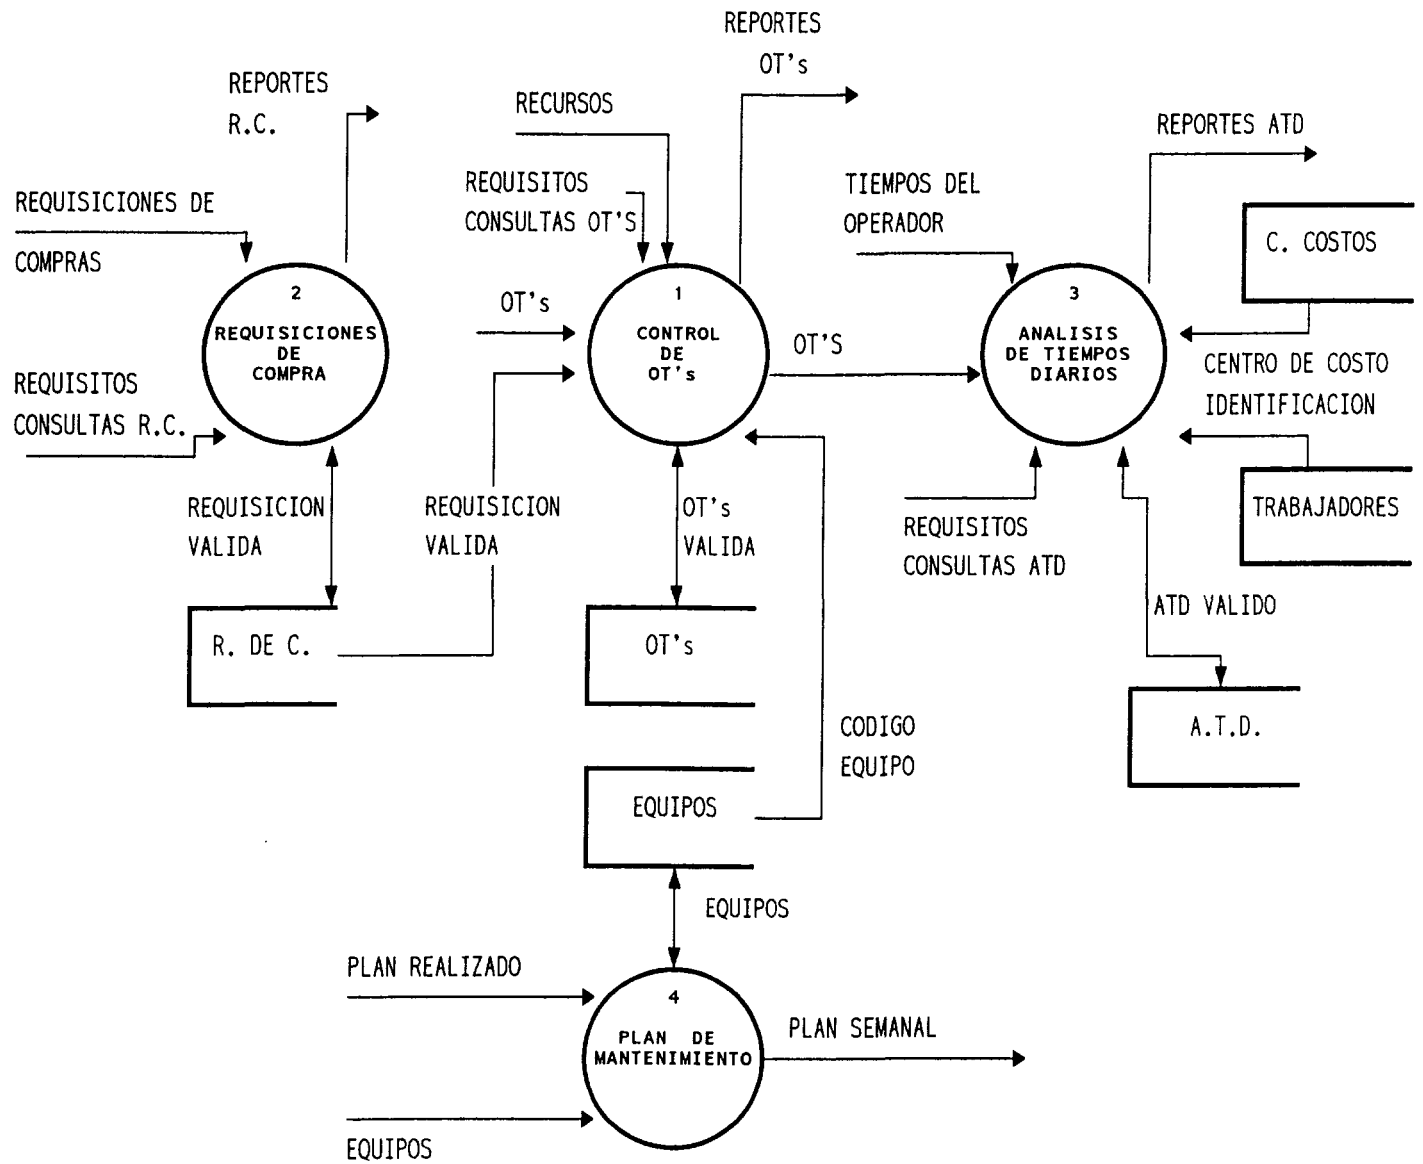 REPORTES
OT's
REPORTES
R.C.
RECURSOS
REPORTES ATD
REQUISITOS
CONSULTAS OT'S
TIEMPOS DEL
OPERADOR
REQUISICIONES DE
COMPRAS
C. COSTOS
2
REQUISICIONES
DE
COMPRA
OT's
1
CONTROL
DE
OT's
OT'S
3
ANALISIS
DE TIEMPOS
DIARIOS
CENTRO DE COSTO
IDENTIFICACION
REQUISITOS
CONSULTAS R.C.
REQUISICION
VALIDA
REQUISICION
VALIDA
OT's
VALIDA
REQUISITOS
CONSULTAS ATD
TRABAJADORES
ATD VALIDO
R. DE C.
OT's
A.T.D.
CODIGO
EQUIPO
EQUIPOS
EQUIPOS
PLAN REALIZADO
4
PLAN DE
MANTENIMIENTO
PLAN SEMANAL
EQUIPOS